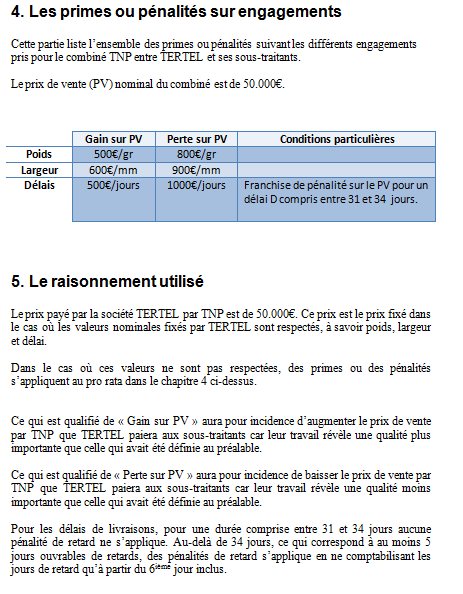 4. Les primes ou pénalités sur engagements
Cette partie liste l'ensemble des primes ou pénalités suivant les différents engagements
pris pour le combiné TNP entre TERTEL et ses sous-traitants.
Le prix de vente (PV) nominal du combiné est de 50.000€.
Gain sur PV Perte sur PV Conditions particulières
Poids 500€/gr 800€/gr
Largeur 600€/mm 900€/mm
Délais 500€/jours 1000€/jours Franchise de pénalité sur le PV pour un
délai D compris entre 31 et 34 jours.
5. Le raisonnement utilisé
Le prix payé par la société TERTEL par TNP est de 50.000€. Ce prix est le prix fixé dans
le cas où les valeurs nominales fixés par TERTEL sont respectés, à savoir poids, largeur
et délai.
Dans le cas où ces valeurs ne sont pas respectées, des primes ou des pénalités
s'appliquent au pro rata dans le chapitre 4 ci-dessus.
Ce qui est qualifié de « Gain sur PV » aura pour incidence d'augmenter le prix de vente
par TNP que TERTEL paiera aux sous-traitants car leur travail révèle une qualité plus
importante que celle qui avait été définie au préalable.
Ce qui est qualifié de « Perte sur PV » aura pour incidence de baisser le prix de vente par
TNP que TERTEL paiera aux sous-traitants car leur travail révèle une qualité moins
importante que celle qui avait été définie au préalable.
Pour les délais de livraisons, pour une durée comprise entre 31 et 34 jours aucune
pénalité de retard ne s'applique. Au-delà de 34 jours, ce qui correspond à au moins 5
jours ouvrables de retards, des pénalités de retard s'applique en ne comptabilisant les
jours de retard qu'à partir du 6ième jour inclus.